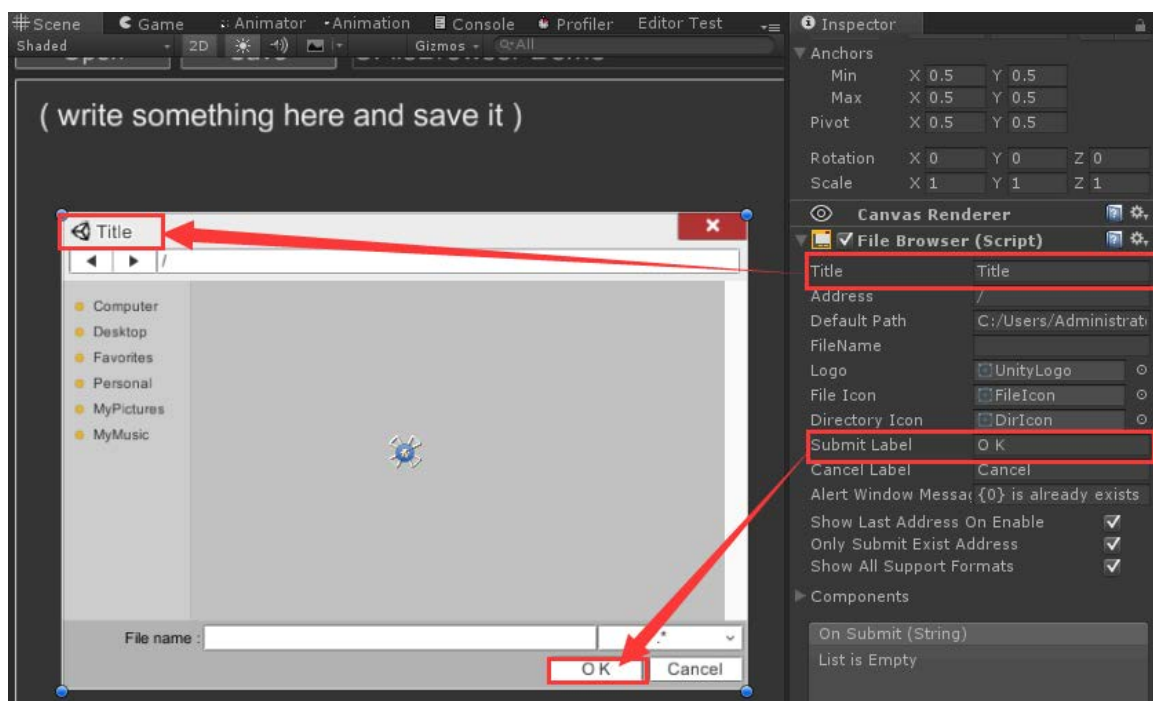 Scene Game Animator Animation Console Profiler Editor Test
Shaded 2D Gizmos All
Open Save
( write something here and save it )
Title
/
Computer
Desktop
Favorites
Personal
MyPictures
MyMusic
File name :
.*
O K Cancel
Inspector
Anchors
Min X 0.5 Y 0.5
Max X 0.5 Y 0.5
Pivot X 0.5 Y 0.5
Rotation X 0 Y 0 Z 0
Scale X 1 Y 1 Z 1
Canvas Renderer
File Browser (Script)
Title Title
Address /
Default Path C:/Users/Administrat
FileName
Logo UnityLogo
File Icon FileIcon
Directory Icon DirIcon
Submit Label O K
Cancel Label Cancel
Alert Window Messag {0} is already exists
Show Last Address On Enable
Only Submit Exist Address
Show All Support Formats
Components
On Submit (String)
List is Empty